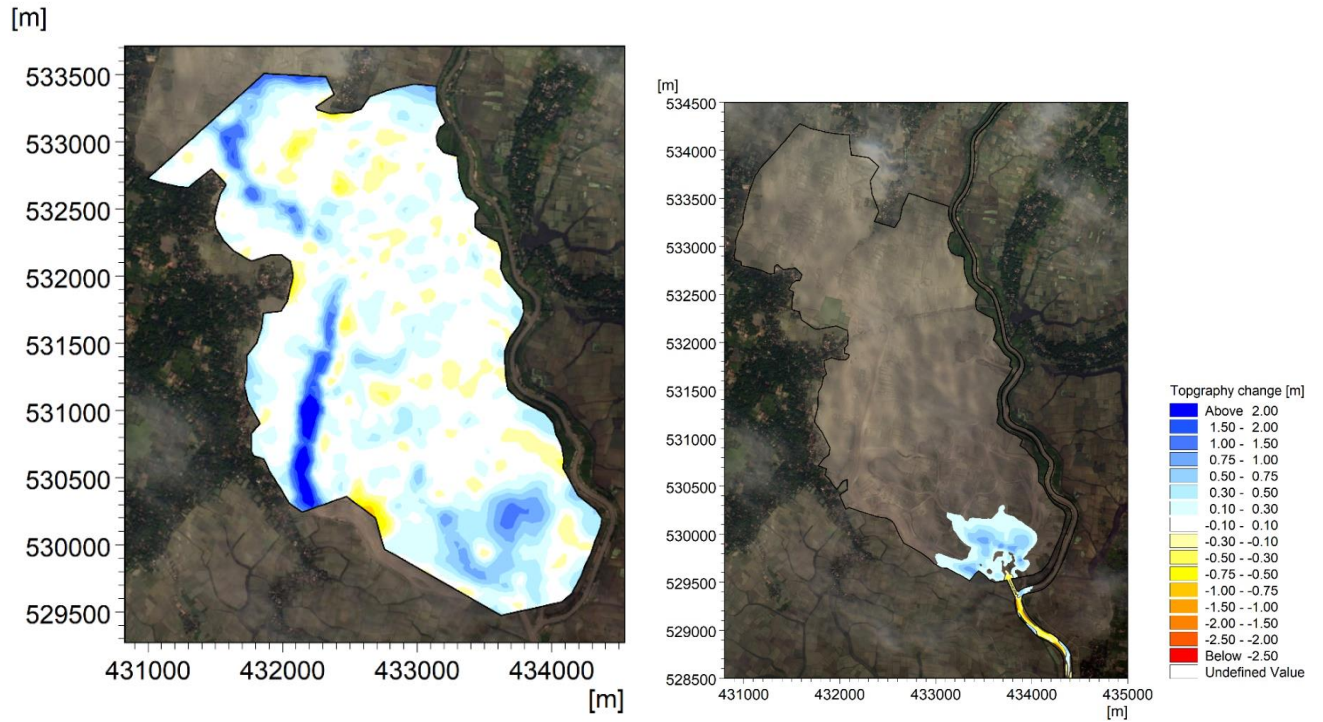 [m]
533500
533000
532500
532000
531500
531000
530500
530000
529500
431000 432000 433000 434000
[m]
[m]
534500
534000
533500
533000
532500
532000
531500
531000
530500
530000
529500
529000
528500
431000 432000 433000 434000 435000
[m]
Topography change [m]
Above 2.00
1.50 - 2.00
1.00 - 1.50
0.75 - 1.00
0.50 - 0.75
0.30 - 0.50
0.10 - 0.30
-0.10 - 0.10
-0.30 - -0.10
-0.50 - -0.30
-0.75 - -0.50
-1.00 - -0.75
-1.50 - -1.00
-2.00 - -1.50
-2.50 - -2.00
Below -2.50
Undefined Value